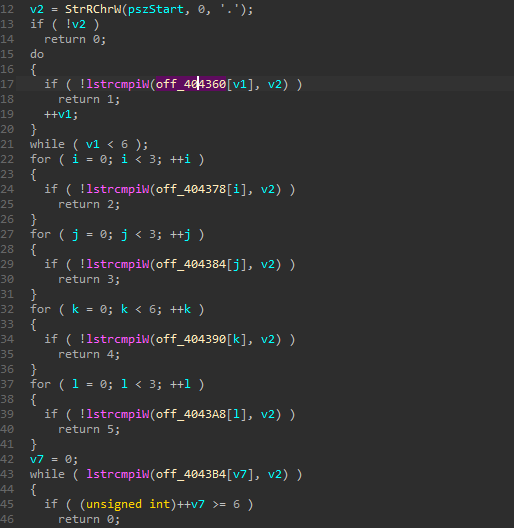 12 v2 = StrRChrW(pszStart, 0, '.');
13 if ( !v2 )
14   return 0;
15 do
16 {
17   if ( !lstrcmpiW(off_404360[v1], v2) )
18     return 1;
19   ++v1;
20 }
21 while ( v1 < 6 );
22 for ( i = 0; i < 3; ++i )
23 {
24   if ( !lstrcmpiW(off_404378[i], v2) )
25     return 2;
26 }
27 for ( j = 0; j < 3; ++j )
28 {
29   if ( !lstrcmpiW(off_404384[j], v2) )
30     return 3;
31 }
32 for ( k = 0; k < 6; ++k )
33 {
34   if ( !lstrcmpiW(off_404390[k], v2) )
35     return 4;
36 }
37 for ( l = 0; l < 3; ++l )
38 {
39   if ( !lstrcmpiW(off_4043A8[l], v2) )
40     return 5;
41 }
42 v7 = 0;
43 while ( lstrcmpiW(off_4043B4[v7], v2) )
44 {
45   if ( (unsigned int)++v7 >= 6 )
46     return 0;